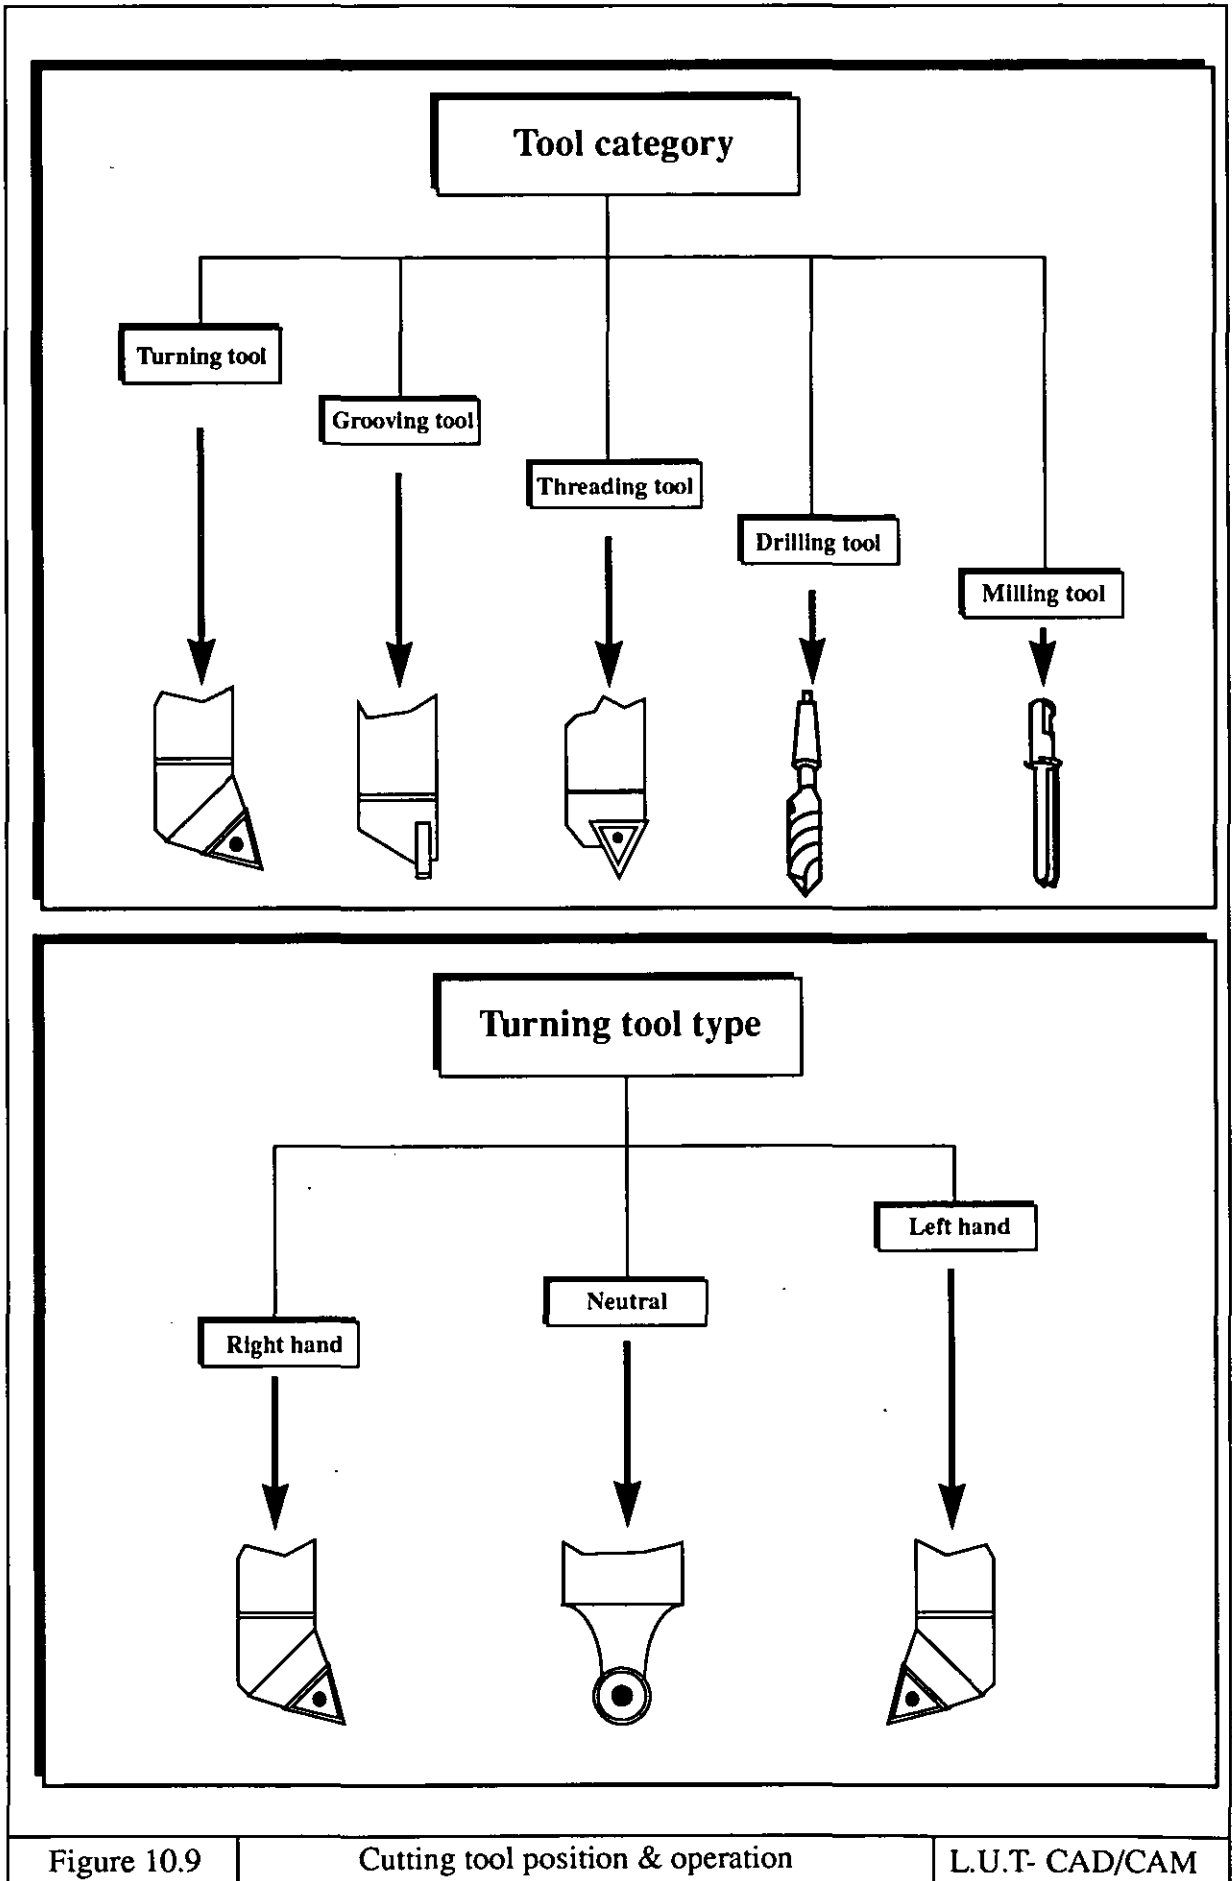 Tool category
Turning tool
Grooving tool
Threading tool
Drilling tool
Milling tool
Turning tool type
Left hand
Neutral
Right hand
Figure 10.9
Cutting tool position & operation
L.U.T- CAD/CAM